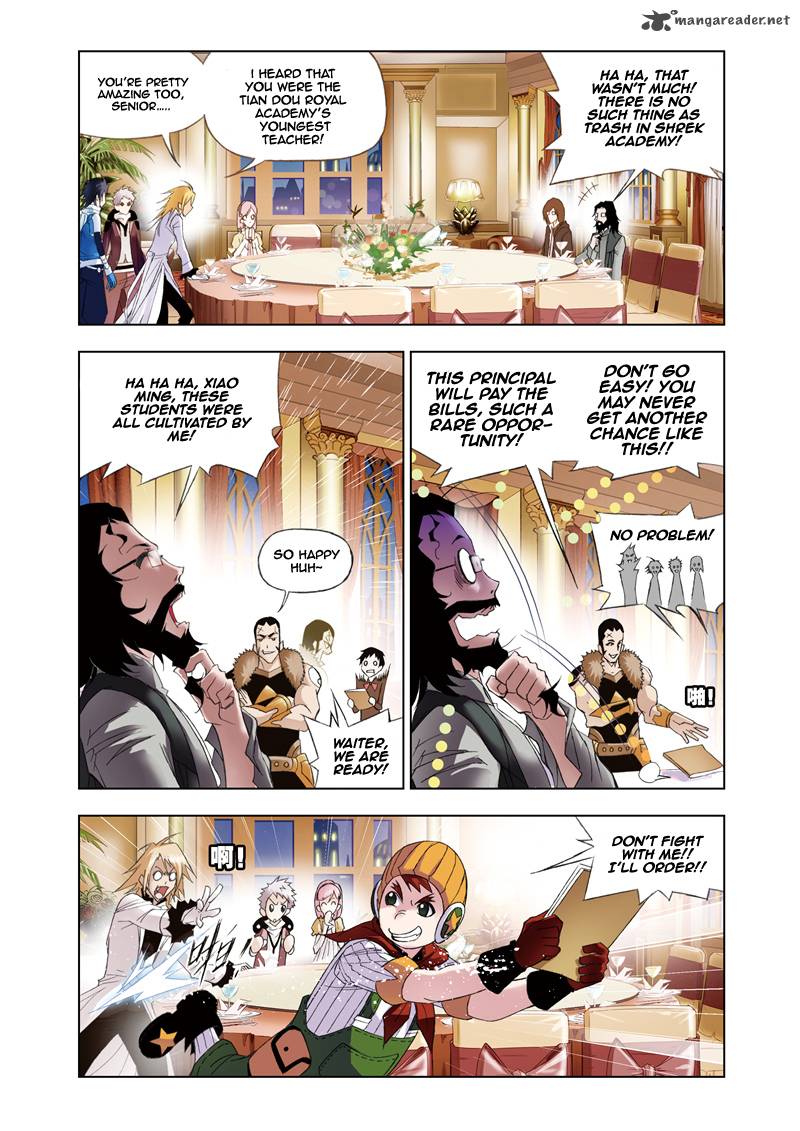 mangareader.net
YOU'RE PRETTY
AMAZING TOO,
SENIOR.....
I HEARD THAT
YOU WERE THE
TIAN DOU ROYAL
ACADEMY'S
YOUNGEST
TEACHER!
HA HA, THAT
WASN'T MUCH!
THERE IS NO
SUCH THING AS
TRASH IN SHREK
ACADEMY!
HA HA HA, XIAO
MING, THESE
STUDENTS WERE
ALL CULTIVATED BY
ME!
SO HAPPY
HUH~
WAITER,
WE ARE
READY!
THIS PRINCIPAL
WILL PAY THE
BILLS, SUCH A
RARE OPPOR-
TUNITY!
DON'T GO
EASY! YOU
MAY NEVER
GET ANOTHER
CHANCE LIKE
THIS!!
NO PROBLEM!
啪!
啊!
DON'T FIGHT
WITH ME!!
I'LL ORDER!!